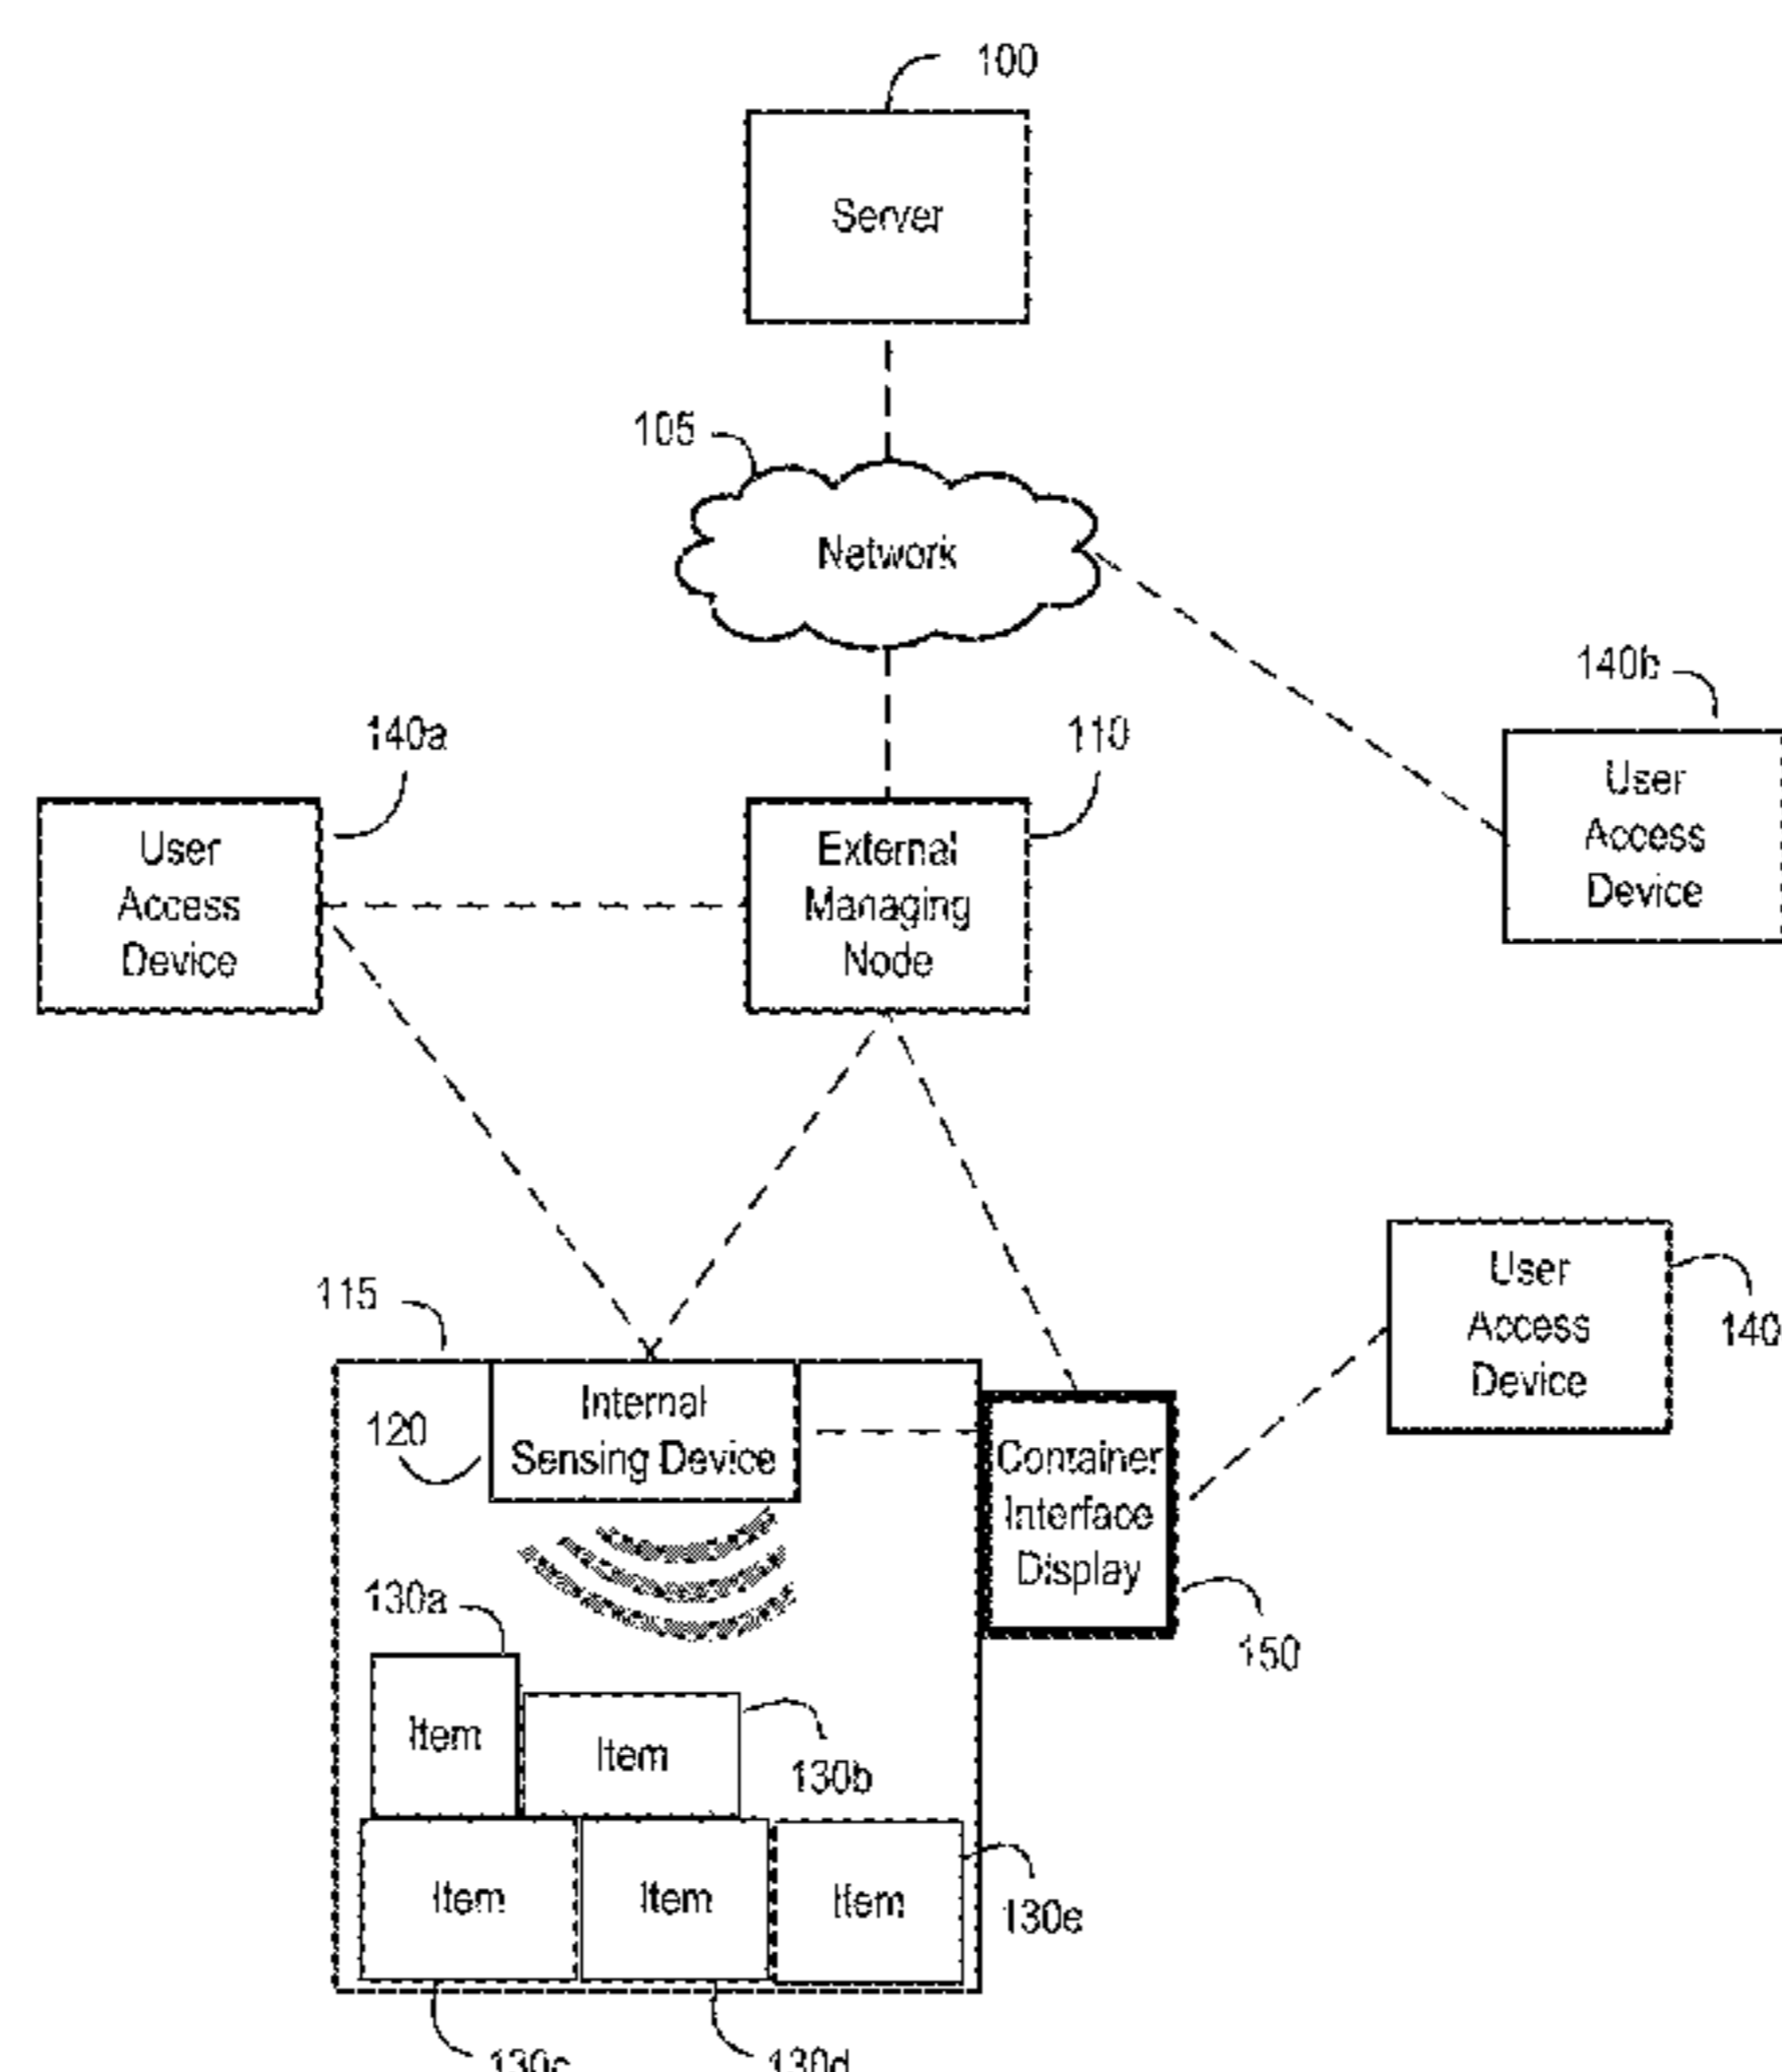 100
Server
105
Network
140b
User
Access
Device
140a
User
Access
Device
110
External
Managing
Node
User
Access
Device
140
115
Internal
Sensing Device
120
Container
Interface
Display
150
130a
Item
Item
130b
Item
Item
Item
130e
130c
130d